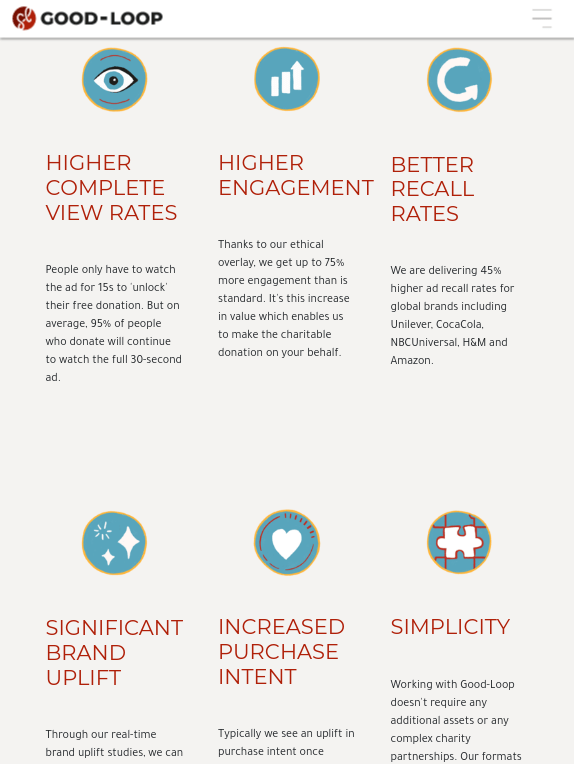 GOOD-LOOP
HIGHER
COMPLETE
VIEW RATES
People only have to watch
the ad for 15s to 'unlock'
their free donation. But on
average, 95% of people
who donate will continue
to watch the full 30-second
ad.
HIGHER
ENGAGEMENT
Thanks to our ethical
overlay, we get up to 75%
more engagement than is
standard. It's this increase
in value which enables us
to make the charitable
donation on your behalf.
BETTER
RECALL
RATES
We are delivering 45%
higher ad recall rates for
global brands including
Unilever, CocaCola,
NBCUniversal, H&M and
Amazon.
SIGNIFICANT
BRAND
UPLIFT
Through our real-time
brand uplift studies, we can
INCREASED
PURCHASE
INTENT
Typically we see an uplift in
purchase intent once
SIMPLICITY
Working with Good-Loop
doesn't require any
additional assets or any
complex charity
partnerships. Our formats